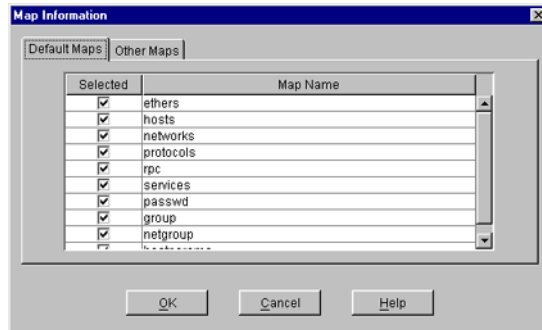 Map Information
Default Maps Other Maps
Selected Map Name
ethers
hosts
networks
protocols
rpc
services
passwd
group
netgroup
OK Cancel Help